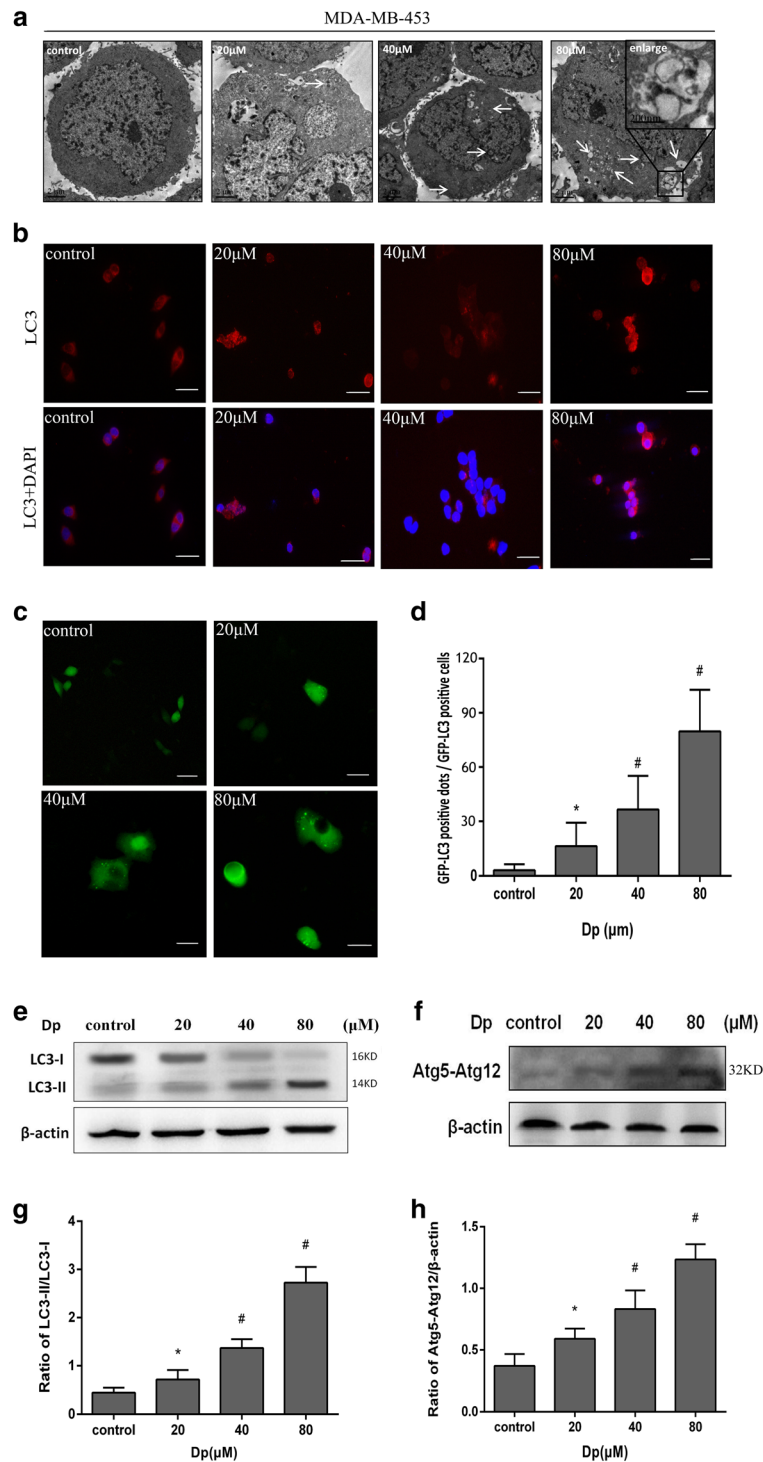 a
MDA-MB-453
control
20µM
40µM
80µM
enlarge
b
LC3
control
20µM
40µM
80µM
LC3+DAPI
control
20µM
40µM
80µM
c
control
20µM
40µM
80µM
d
GFP-LC3 positive dots / GFP-LC3 positive cells
120
90
60
30
0
*
#
#
control
20
40
80
Dp (µm)
e
Dp control 20 40 80 (µM)
LC3-I
16KD
LC3-II
14KD
β-actin
f
Dp control 20 40 80 (µM)
Atg5-Atg12
32KD
β-actin
g
Ratio of LC3-II/LC3-I
4
3
2
1
0
*
#
#
control
20
40
80
Dp(µM)
h
Ratio of Atg5-Atg12/β-actin
1.5
1.0
0.5
0.0
*
#
#
control
20
40
80
Dp(µM)